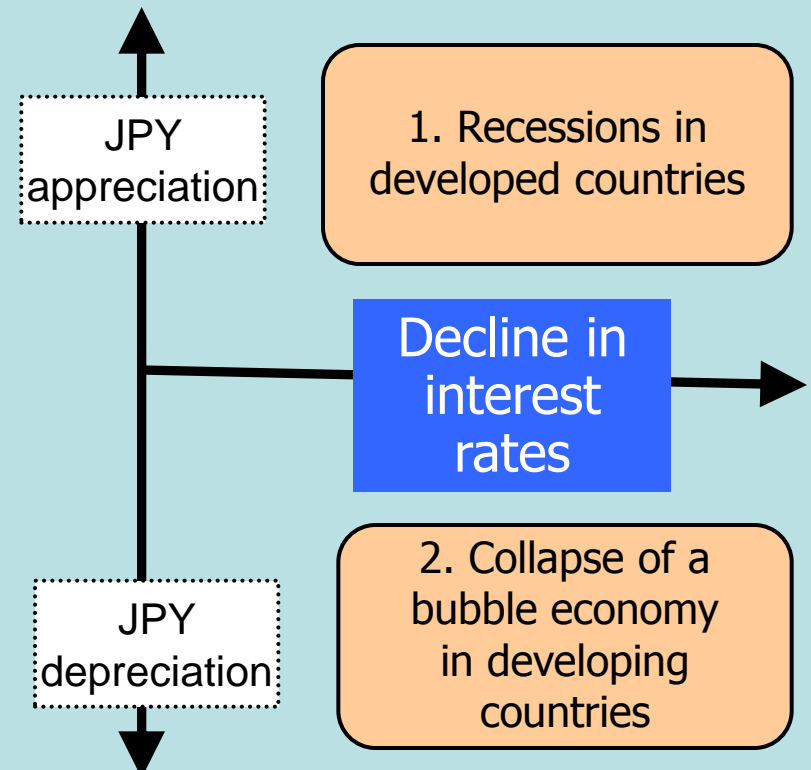 JPY
appreciation
1. Recessions in
developed countries
Decline in
interest
rates
JPY
depreciation
2. Collapse of a
bubble economy
in developing
countries